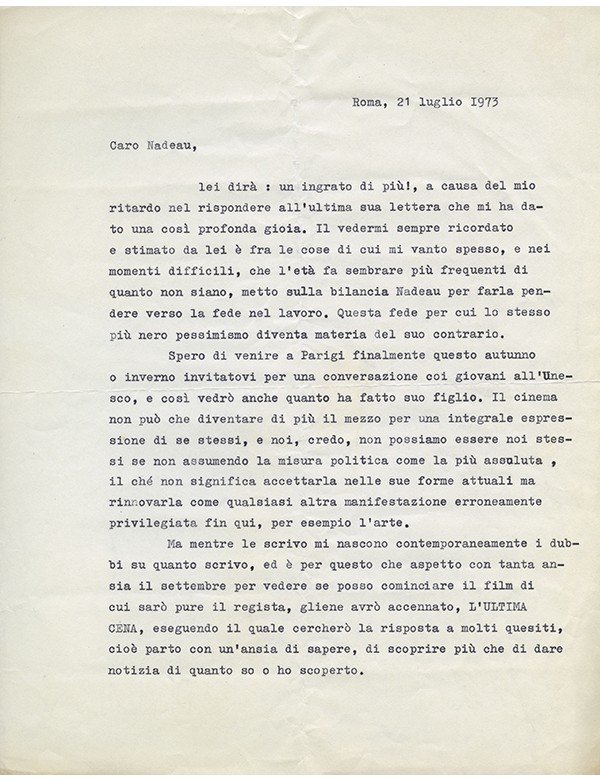 Roma, 21 luglio 1973
Caro Nadeau,
lei dirà : un ingrato di più!, a causa del mio
ritardo nel rispondere all'ultima sua lettera che mi ha da-
to una così profonda gioia. Il vedermi sempre ricordato
e stimato da lei è fra le cose di cui mi vanto spesso, e nei
momenti difficili, che l'età fa sembrare più frequenti di
quanto non siano, metto sulla bilancia Nadeau per farla pen-
dere verso la fede nel lavoro. Questa fede per cui lo stesso
più nero pessimismo diventa materia del suo contrario.
Spero di venire a Parigi finalmente questo autunno
o inverno invitatovi per una conversazione coi giovani all'Une-
sco, e così vedrò anche quanto ha fatto suo figlio. Il cinema
non può che diventare di più il mezzo per una integrale espres-
sione di se stessi, e noi, credo, non possiamo essere noi stes-
si se non assumendo la misura politica come la più assoluta ,
il ché non significa accettarla nelle sue forme attuali ma
rinnovarla come qualsiasi altra manifestazione erroneamente
privilegiata fin qui, per esempio l'arte.
Ma mentre le scrivo mi nascono contemporaneamente i dub-
bi su quanto scrivo, ed è per questo che aspetto con tanta an-
sia il settembre per vedere se posso cominciare il film di
cui sarò pure il regista, gliene avrò accennato, L'ULTIMA
CENA, eseguendo il quale cercherò la risposta a molti quesiti,
cioè parto con un'ansia di sapere, di scoprire più che di dare
notizia di quanto so o ho scoperto.